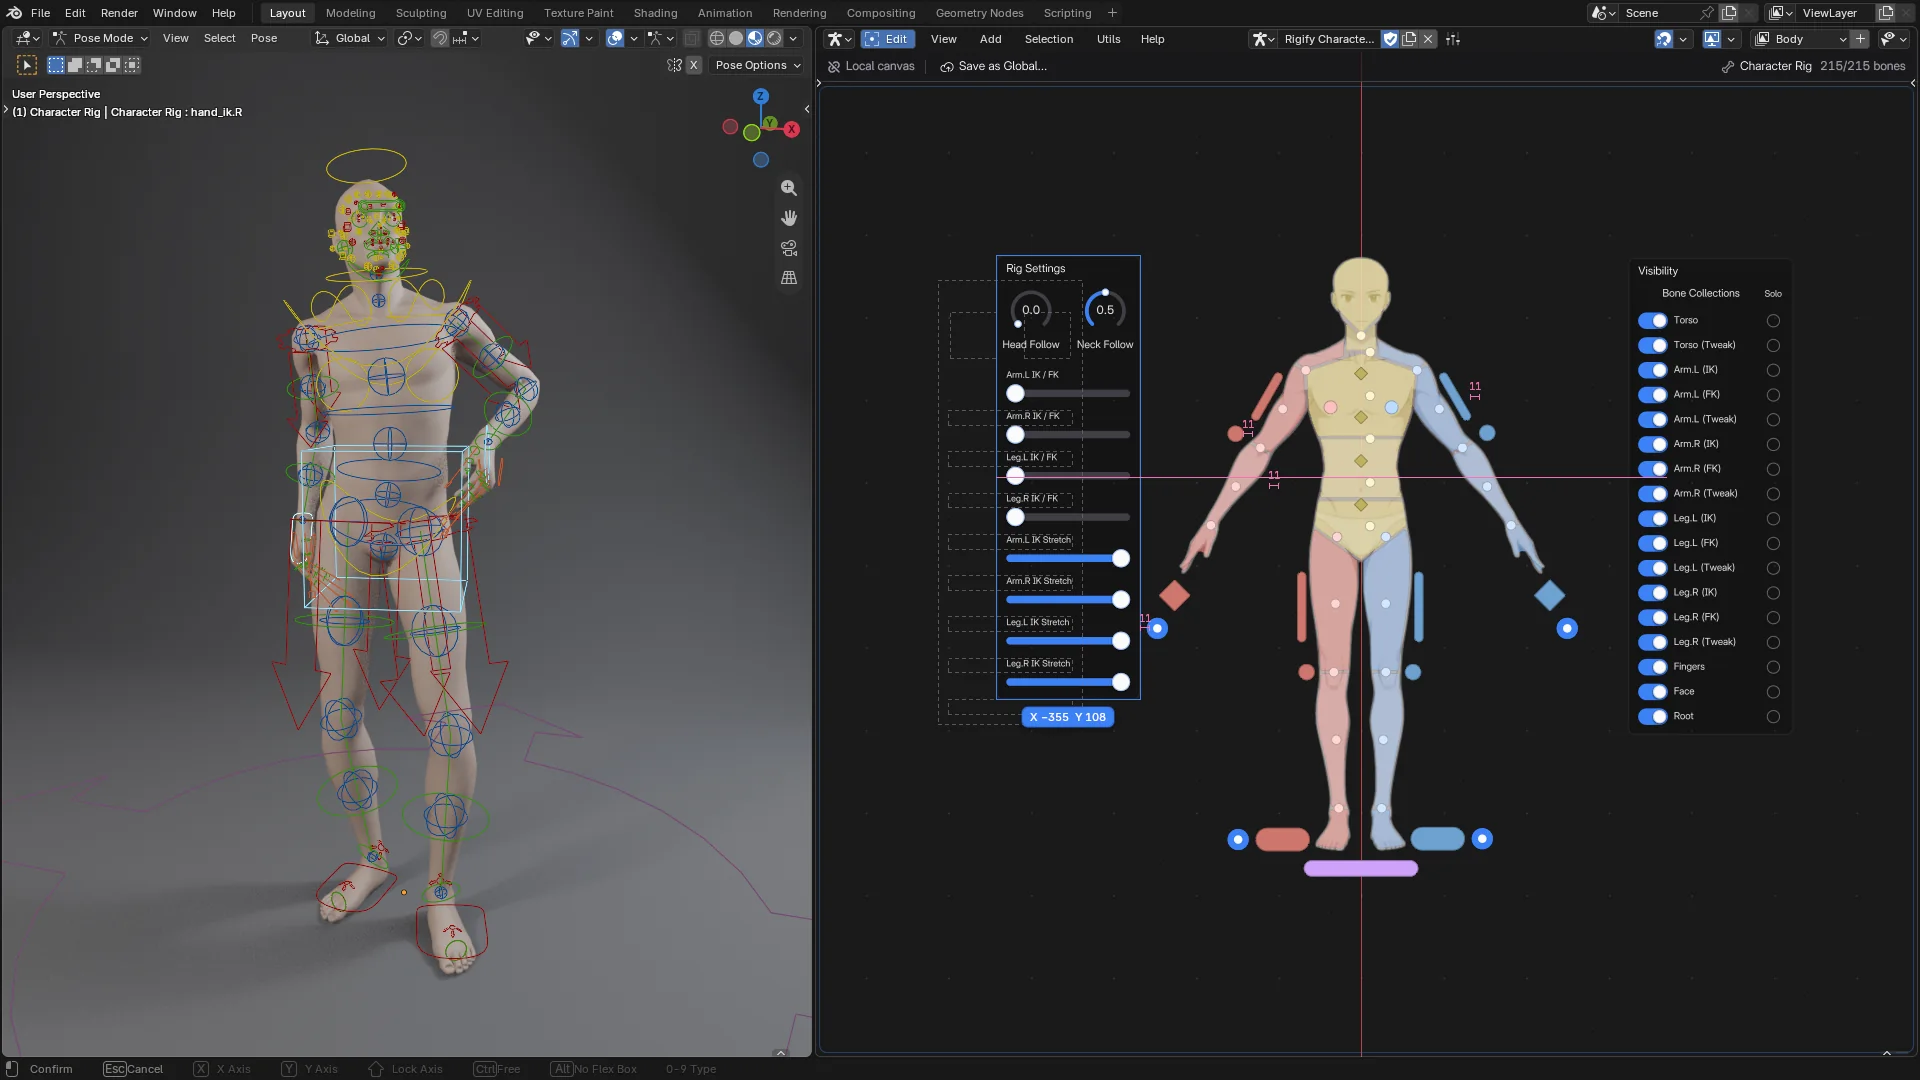 File Edit Render Window Help Layout Modeling Sculpting UV Editing Texture Paint Shading Animation Rendering Compositing Geometry Nodes Scripting + Scene ViewLayer
Pose Mode View Select Pose Global
Edit View Add Selection Utils Help Rigify Characte... Body
X Pose Options
Local canvas Save as Global... Character Rig 215/215 bones
User Perspective
(1) Character Rig | Character Rig : hand_ik.R
Z
Y
X
Rig Settings
0.0 0.5
Head Follow Neck Follow
Arm.L IK / FK
Arm.R IK / FK
Leg.L IK / FK
Leg.R IK / FK
Arm.L IK Stretch
Arm.R IK Stretch
Leg.L IK Stretch
Leg.R IK Stretch
X −355 Y 108
11
11
11
11
Visibility
Bone Collections Solo
Torso
Torso (Tweak)
Arm.L (IK)
Arm.L (FK)
Arm.L (Tweak)
Arm.R (IK)
Arm.R (FK)
Arm.R (Tweak)
Leg.L (IK)
Leg.L (FK)
Leg.L (Tweak)
Leg.R (IK)
Leg.R (FK)
Leg.R (Tweak)
Fingers
Face
Root
Confirm Esc Cancel X X Axis Y Y Axis Lock Axis Ctrl Free Alt No Flex Box 0-9 Type